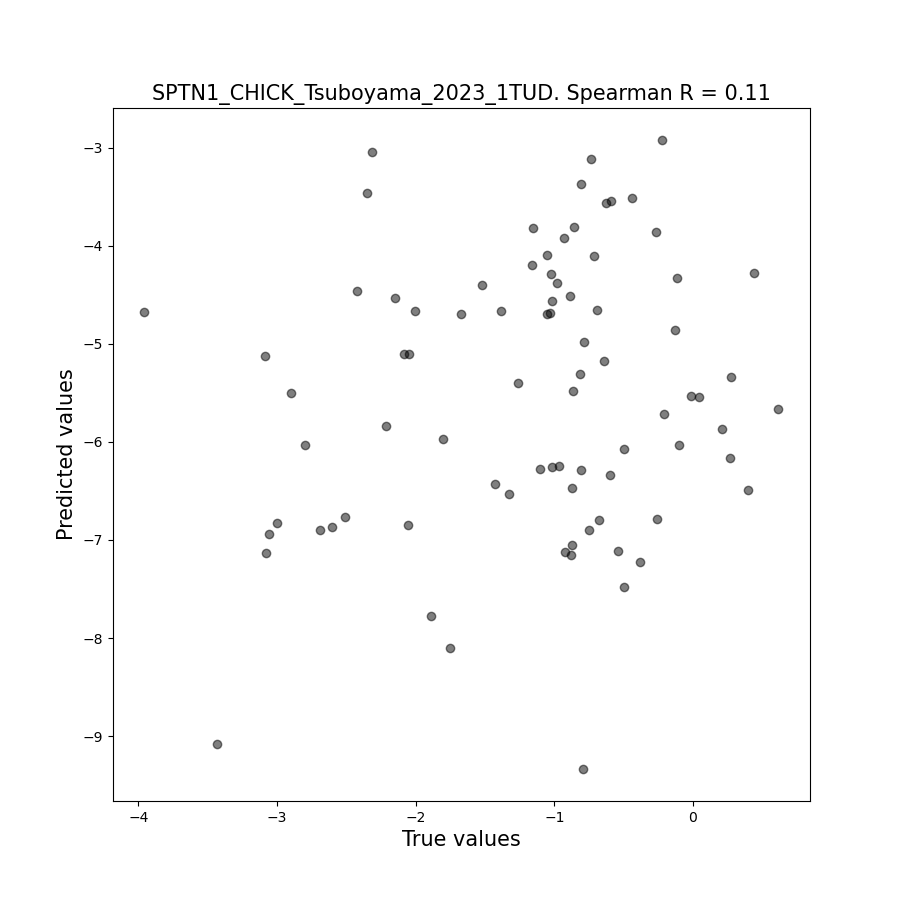 SPTN1_CHICK_Tsuboyama_2023_1TUD. Spearman R = 0.11
−3
−4
−5
−6
−7
−8
−9
Predicted values
−4 −3 −2 −1 0
True values